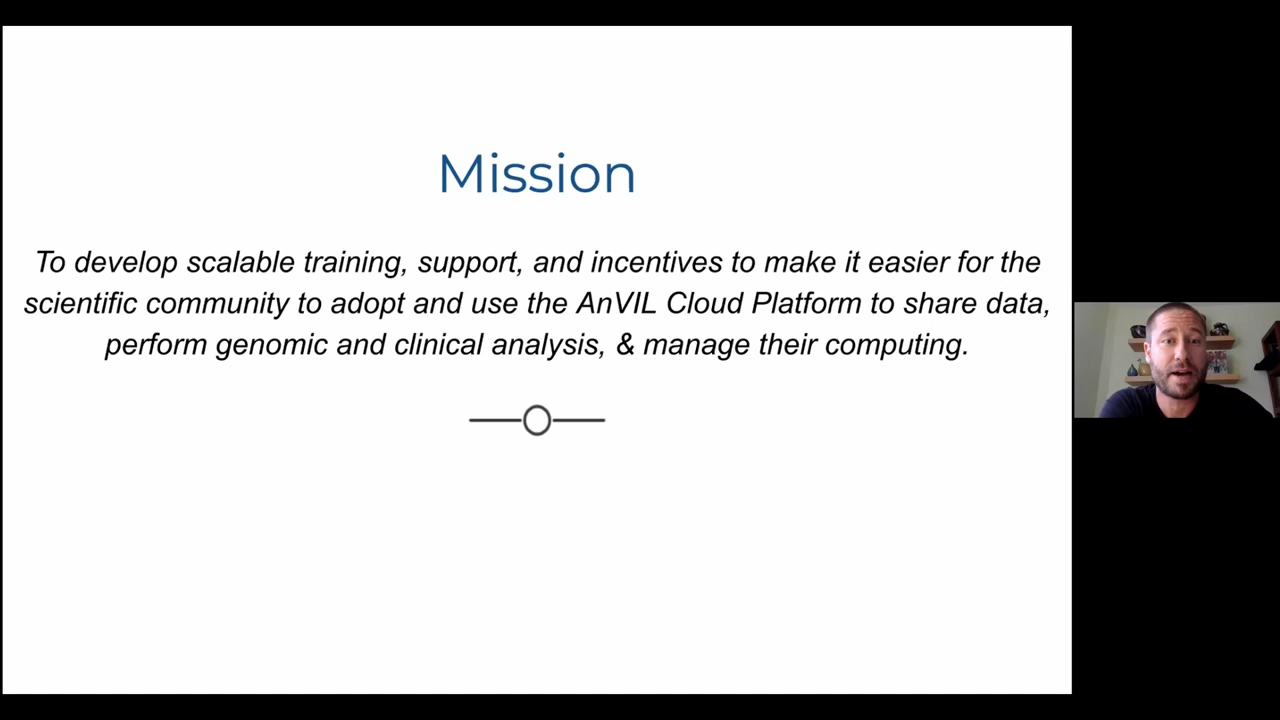 Mission
To develop scalable training, support, and incentives to make it easier for the
scientific community to adopt and use the AnVIL Cloud Platform to share data,
perform genomic and clinical analysis, & manage their computing.